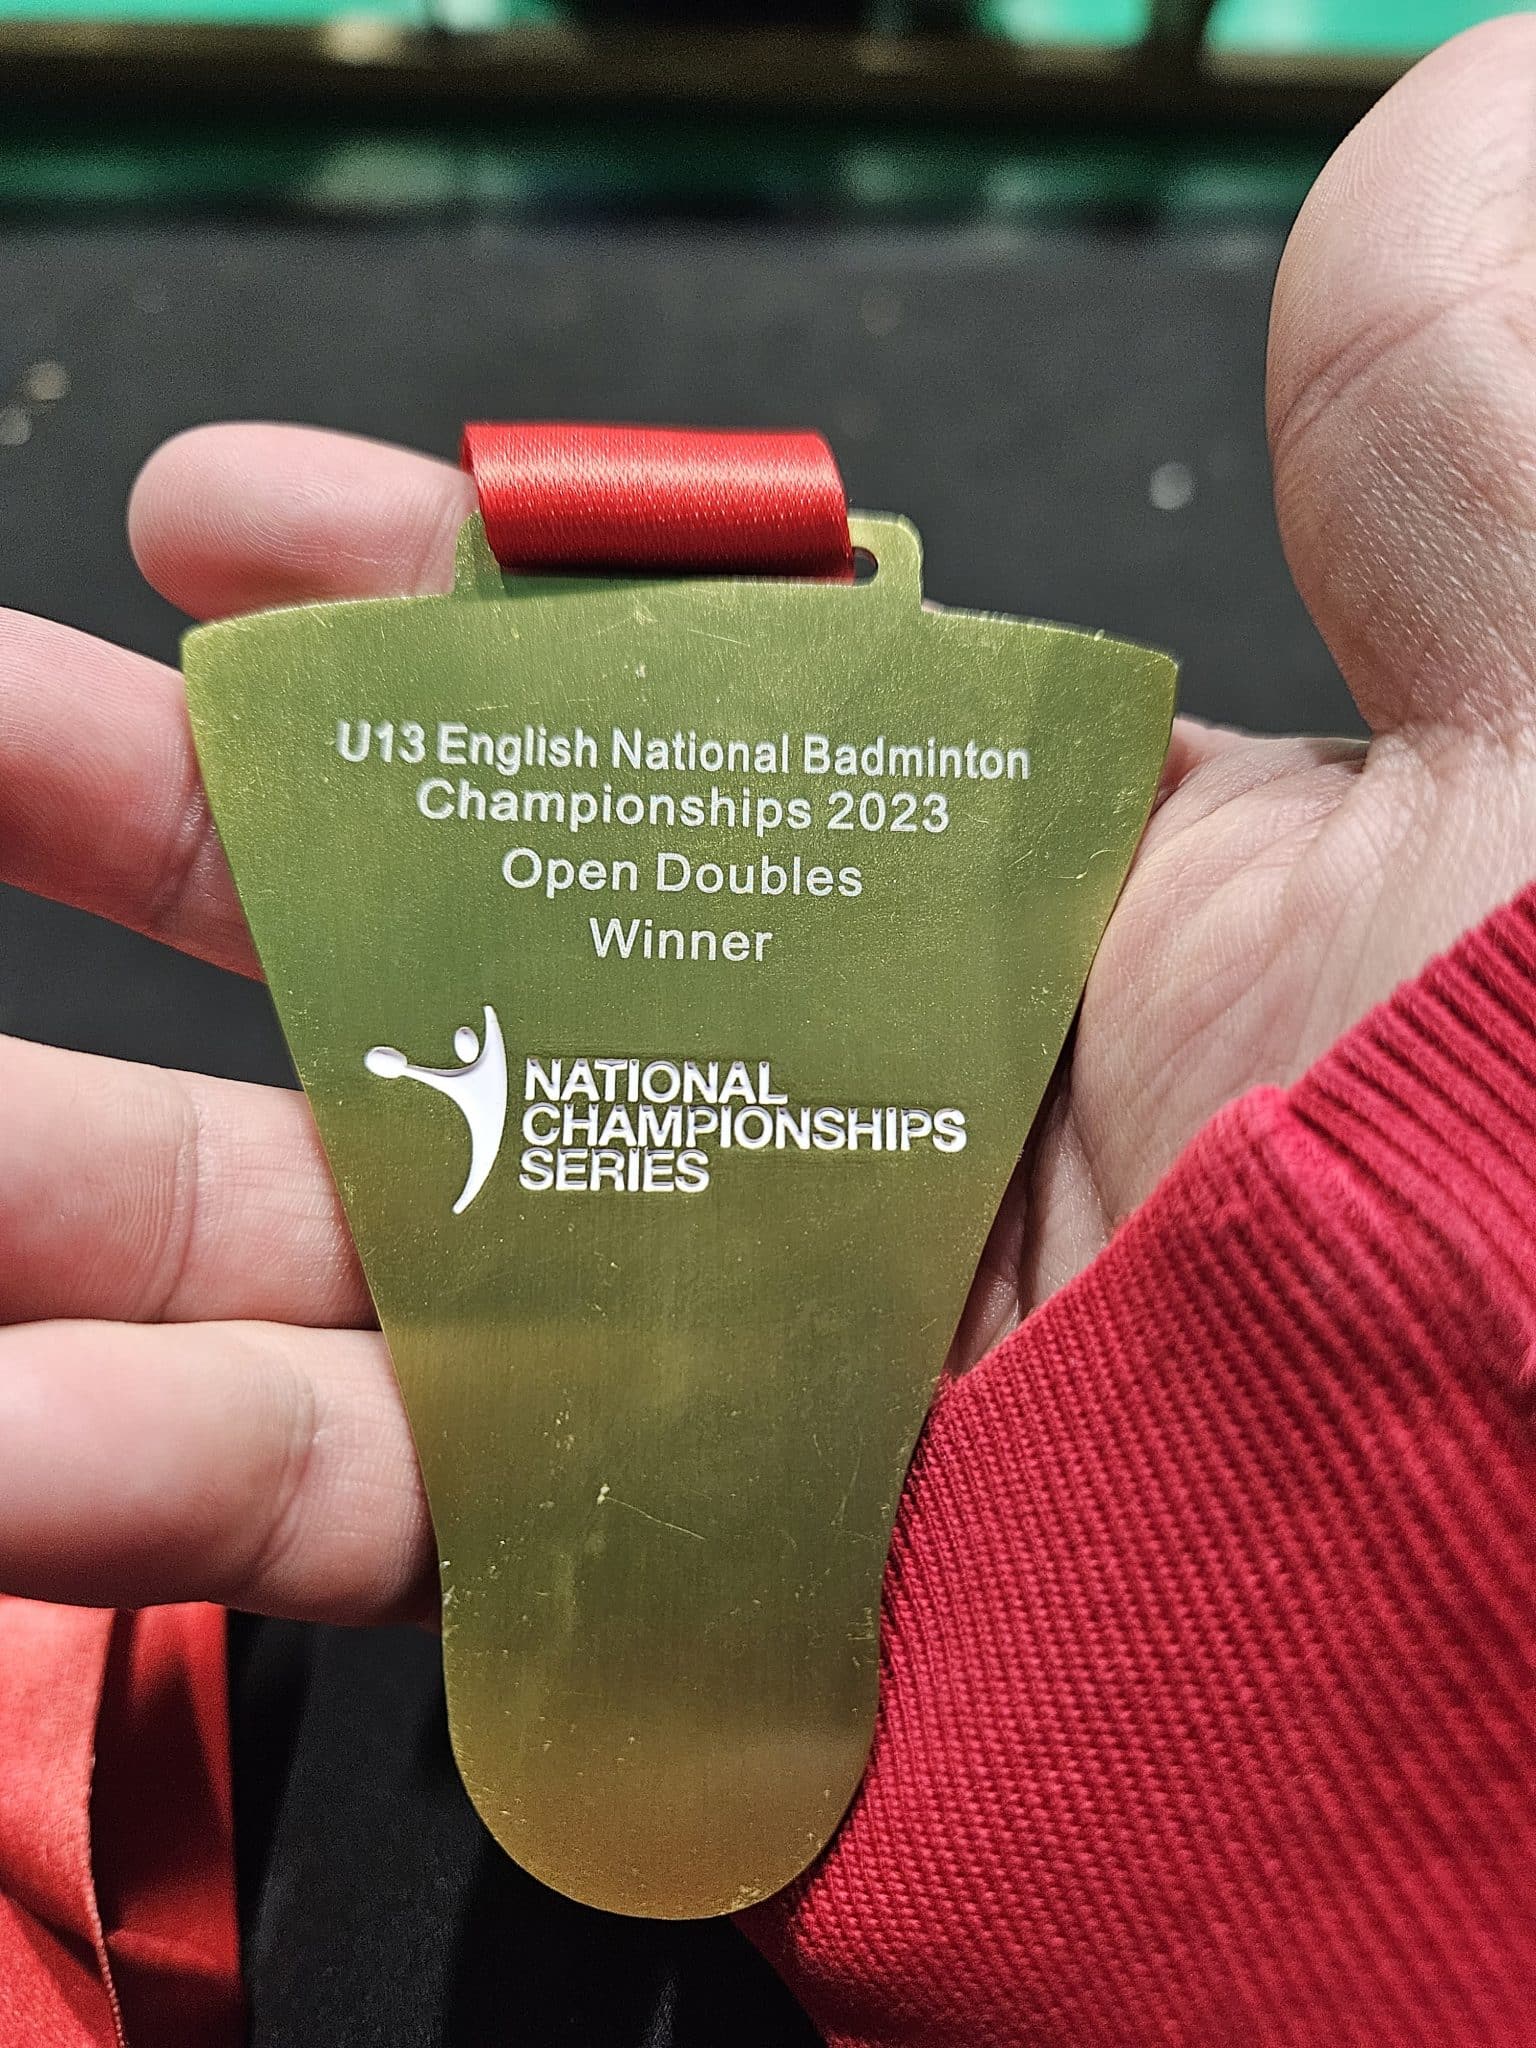 U13 English National Badminton
Championships 2023
Open Doubles
Winner
NATIONAL
CHAMPIONSHIPS
SERIES